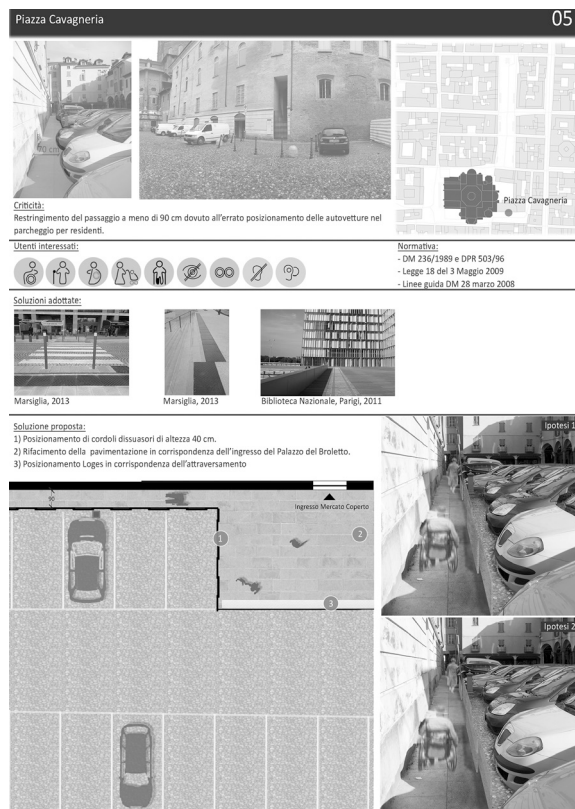 Piazza Cavagneria
05
70 cm
Piazza Cavagneria
Criticità:
Restringimento del passaggio a meno di 90 cm dovuto all'errato posizionamento delle autovetture nel
parcheggio per residenti.
Utenti interessati:
Normativa:
- DM 236/1989 e DPR 503/96
- Legge 18 del 3 Maggio 2009
- Linee guida DM 28 marzo 2008
Soluzioni adottate:
Marsiglia, 2013
Marsiglia, 2013
Biblioteca Nazionale, Parigi, 2011
Soluzione proposta:
1) Posizionamento di cordoli dissuasori di altezza 40 cm.
2) Rifacimento della pavimentazione in corrispondenza dell'ingresso del Palazzo del Broletto.
3) Posizionamento Loges in corrispondenza dell'attraversamento
Ipotesi 1
90
Ingresso Mercato Coperto
1
2
3
Ipotesi 2